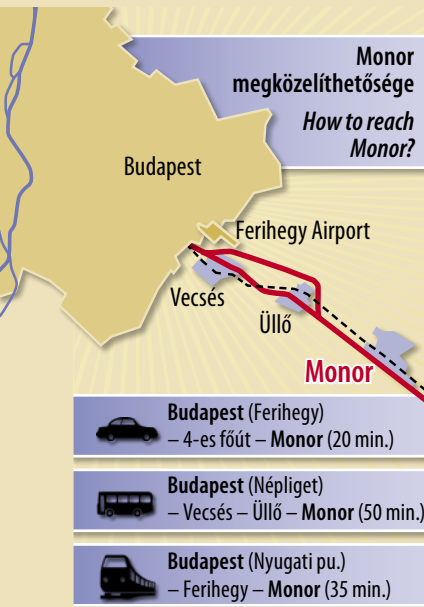 Monor
megközelíthetősége
How to reach
Monor?
Budapest
Ferihegy Airport
Vecsés
Üllő
Monor
Budapest (Ferihegy)
– 4-es főút – Monor (20 min.)
Budapest (Népliget)
– Vecsés – Üllő – Monor (50 min.)
Budapest (Nyugati pu.)
– Ferihegy – Monor (35 min.)